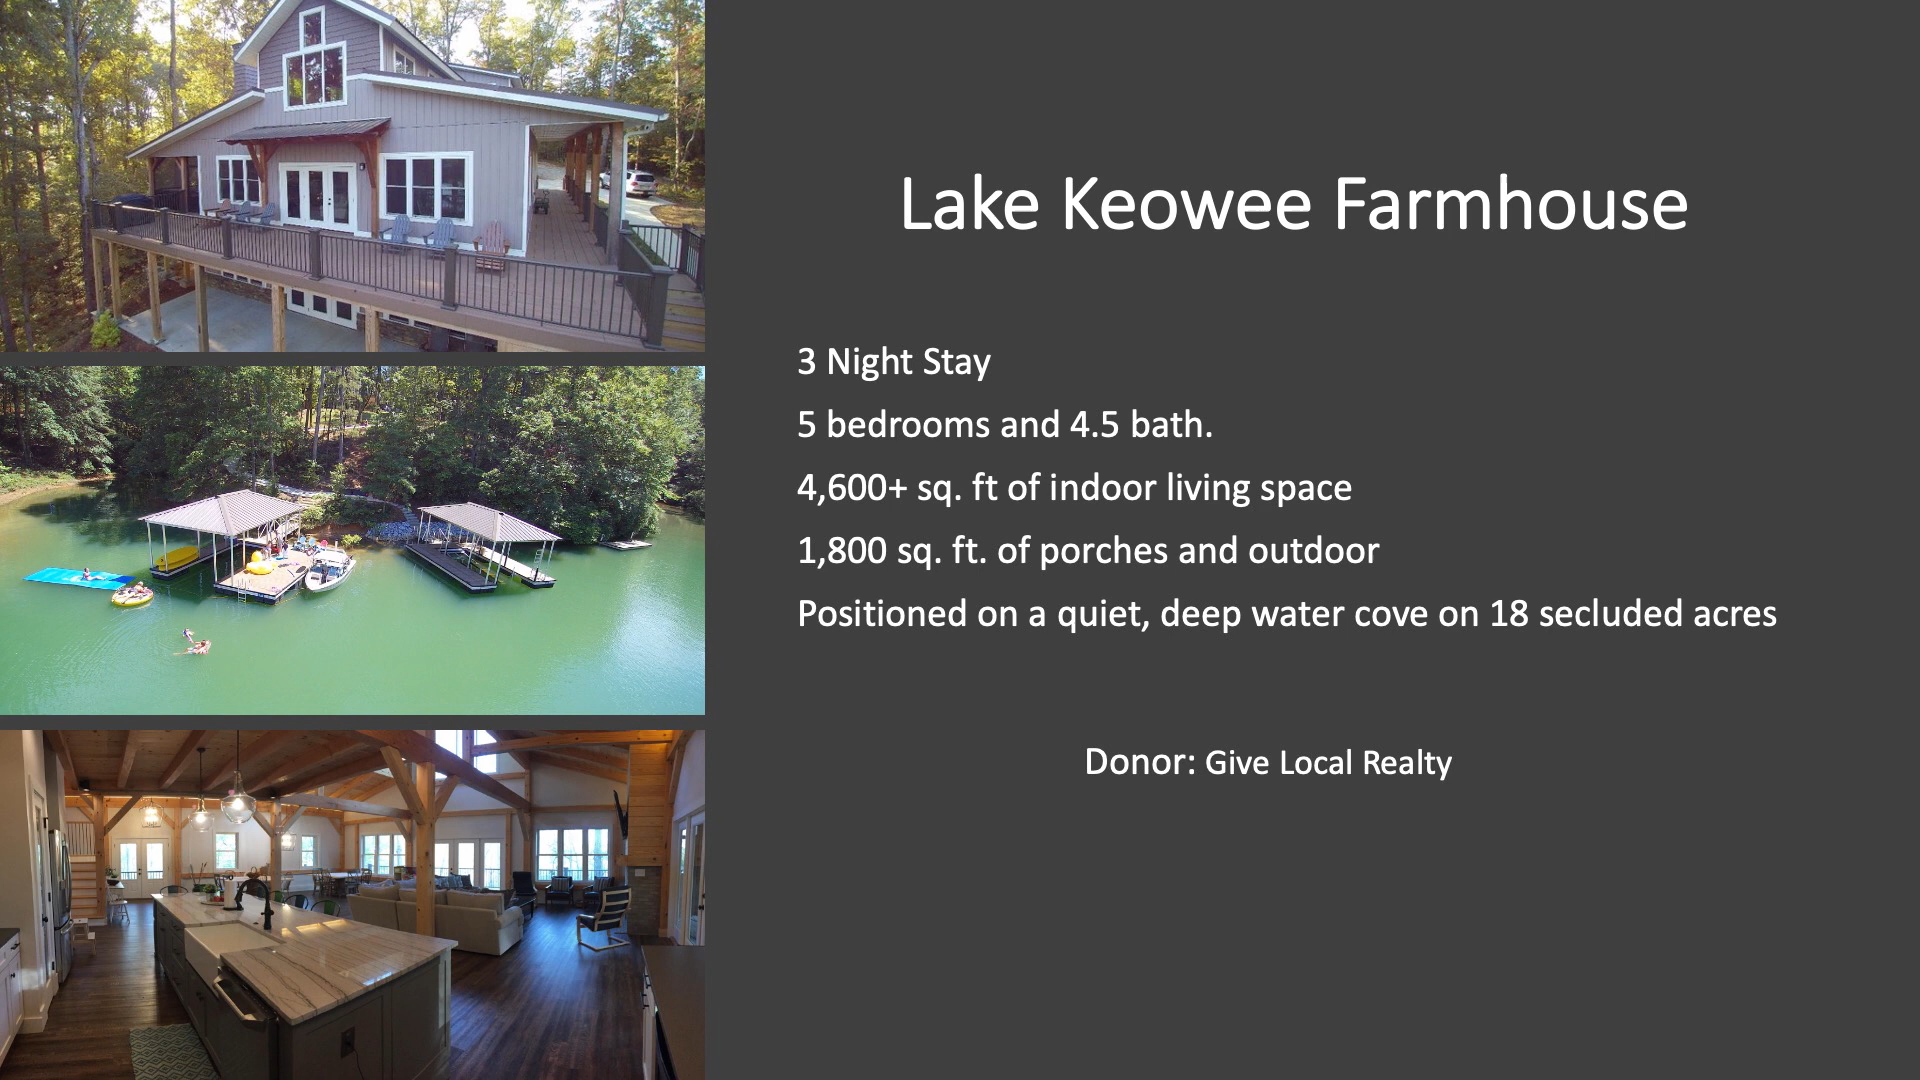 Lake Keowee Farmhouse
3 Night Stay
5 bedrooms and 4.5 bath.
4,600+ sq. ft of indoor living space
1,800 sq. ft. of porches and outdoor
Positioned on a quiet, deep water cove on 18 secluded acres
Donor: Give Local Realty